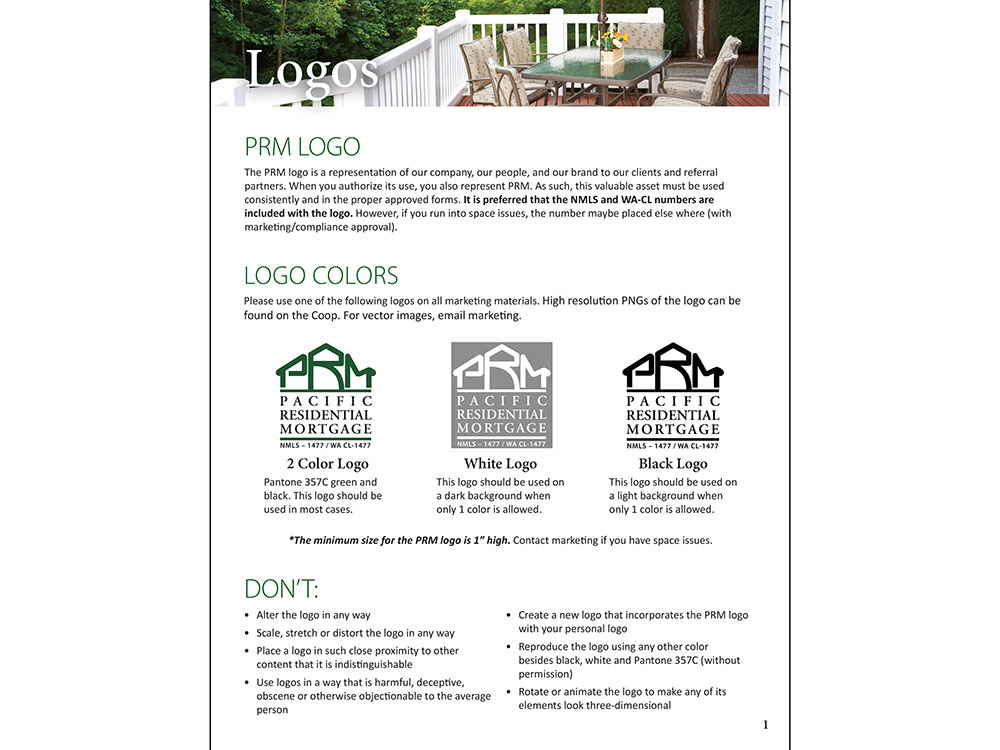 Logos
PRM LOGO
The PRM logo is a representation of our company, our people, and our brand to our clients and referral
partners. When you authorize its use, you also represent PRM. As such, this valuable asset must be used
consistently and in the proper approved forms. It is preferred that the NMLS and WA-CL numbers are
included with the logo. However, if you run into space issues, the number maybe placed else where (with
marketing/compliance approval).
LOGO COLORS
Please use one of the following logos on all marketing materials. High resolution PNGs of the logo can be
found on the Coop. For vector images, email marketing.
PRM
PACIFIC
RESIDENTIAL
MORTGAGE
NMLS – 1477 / WA CL-1477
2 Color Logo
Pantone 357C green and
black. This logo should be
used in most cases.
PRM
PACIFIC
RESIDENTIAL
MORTGAGE
NMLS – 1477 / WA CL-1477
White Logo
This logo should be used on
a dark background when
only 1 color is allowed.
PRM
PACIFIC
RESIDENTIAL
MORTGAGE
NMLS – 1477 / WA CL-1477
Black Logo
This logo should be used on
a light background when
only 1 color is allowed.
*The minimum size for the PRM logo is 1” high. Contact marketing if you have space issues.
DON’T:
• Alter the logo in any way
• Scale, stretch or distort the logo in any way
• Place a logo in such close proximity to other
content that it is indistinguishable
• Use logos in a way that is harmful, deceptive,
obscene or otherwise objectionable to the average
person
• Create a new logo that incorporates the PRM logo
with your personal logo
• Reproduce the logo using any other color
besides black, white and Pantone 357C (without
permission)
• Rotate or animate the logo to make any of its
elements look three-dimensional
1